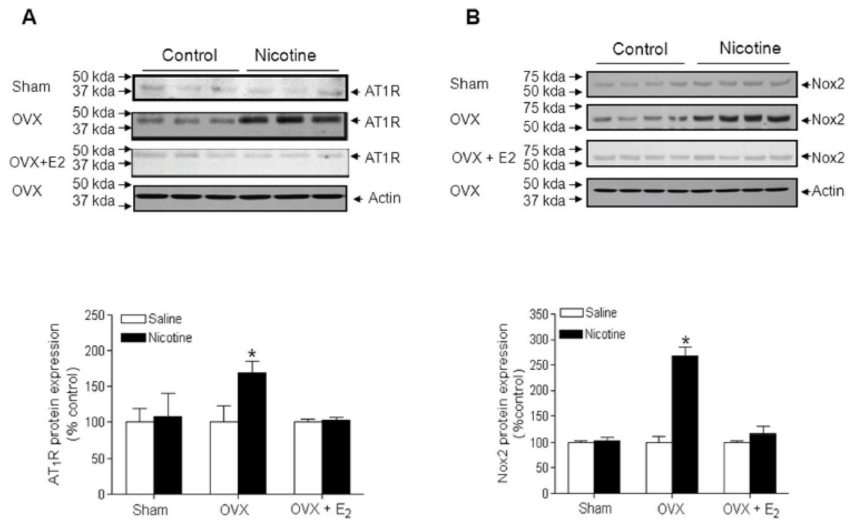 A
Control Nicotine
Sham 50 kda 37 kda AT1R
OVX 50 kda 37 kda AT1R
OVX+E2 50 kda 37 kda AT1R
OVX 50 kda 37 kda Actin
B
Control Nicotine
Sham 75 kda 50 kda Nox2
OVX 75 kda 50 kda Nox2
OVX + E2 75 kda 50 kda Nox2
OVX 50 kda 37 kda Actin
AT1R protein expression
(% control)
250
200
150
100
50
0
Saline
Nicotine
*
Sham OVX OVX + E2
Nox2 protein expression
(%control)
350
300
250
200
150
100
50
0
Saline
Nicotine
*
Sham OVX OVX + E2